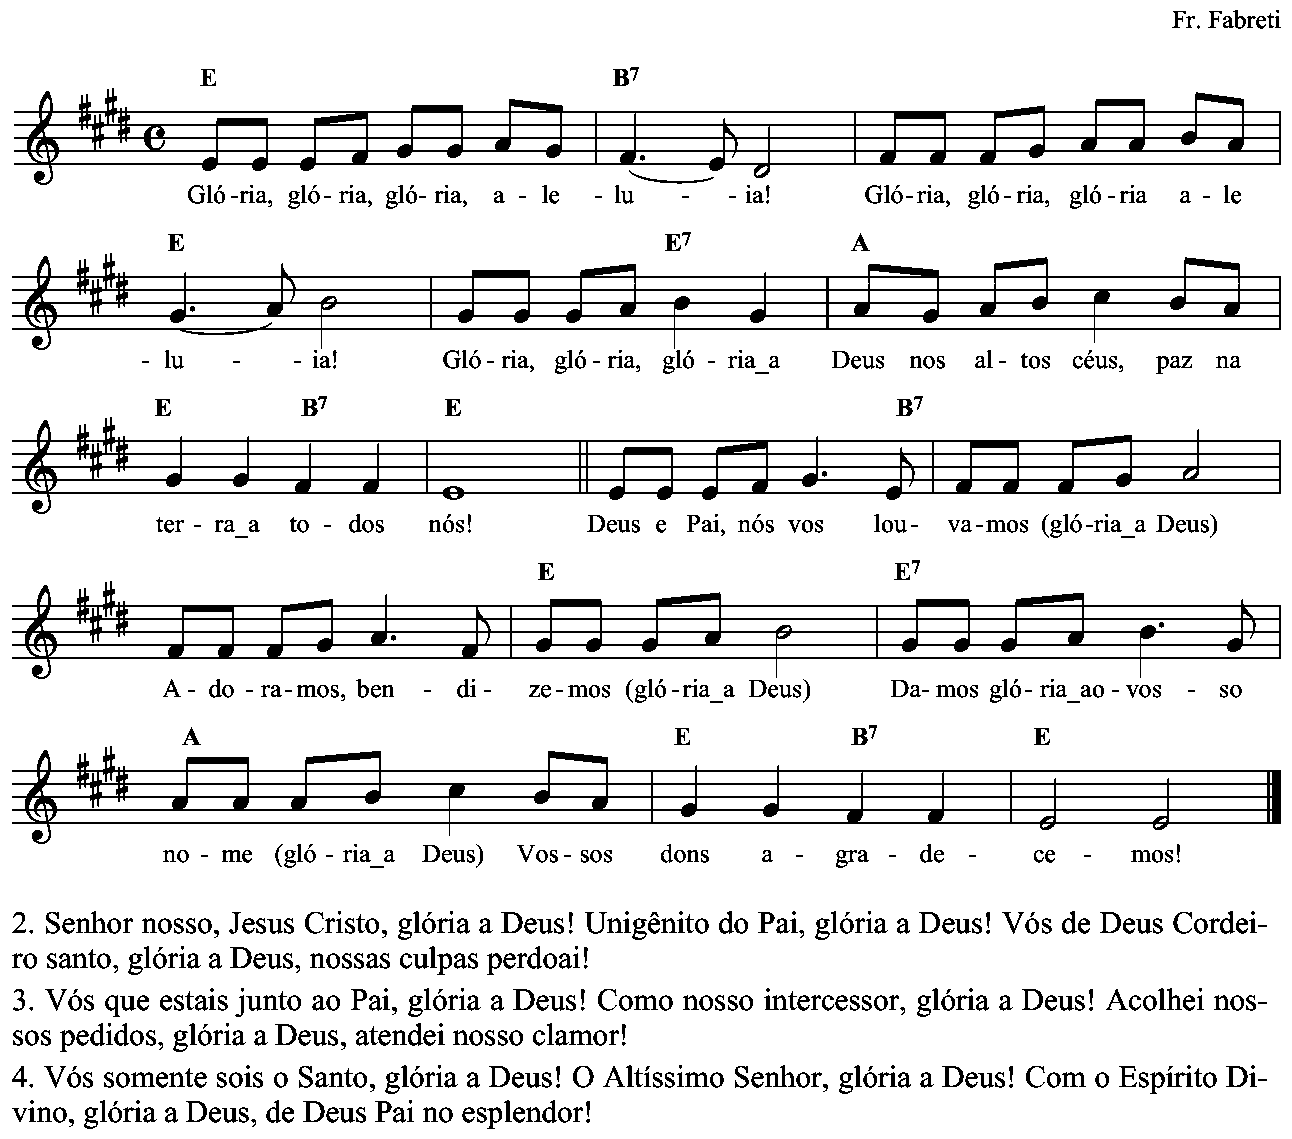 Fr. Fabreti
E B7
Gló-ria, gló-ria, gló-ria, a-le-lu--ia! Gló-ria, gló-ria, gló-ria a-le
E E7 A
-lu--ia! Gló-ria, gló-ria, gló-ria_a Deus nos al-tos céus, paz na
E B7 E B7
ter-ra_a to-dos nós! Deus e Pai, nós vos lou-va-mos (gló-ria_a Deus)
E E7
A-do-ra-mos, ben-di-ze-mos (gló-ria_a Deus) Da-mos gló-ria_ao-vos-so
A E B7 E
no-me (gló-ria_a Deus) Vos-sos dons a-gra-de-ce-mos!
2. Senhor nosso, Jesus Cristo, glória a Deus! Unigênito do Pai, glória a Deus! Vós de Deus Cordei-
ro santo, glória a Deus, nossas culpas perdoai!
3. Vós que estais junto ao Pai, glória a Deus! Como nosso intercessor, glória a Deus! Acolhei nos-
sos pedidos, glória a Deus, atendei nosso clamor!
4. Vós somente sois o Santo, glória a Deus! O Altíssimo Senhor, glória a Deus! Com o Espírito Di-
vino, glória a Deus, de Deus Pai no esplendor!